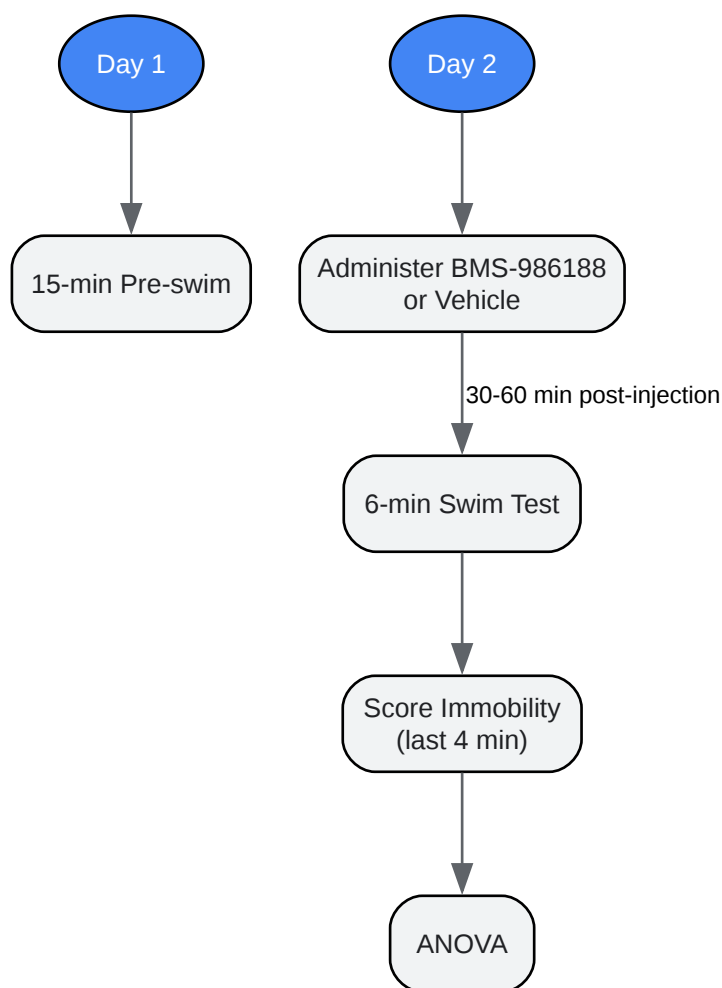 Day 1
Day 2
15-min Pre-swim
Administer BMS-986188
or Vehicle
30-60 min post-injection
6-min Swim Test
Score Immobility
(last 4 min)
ANOVA